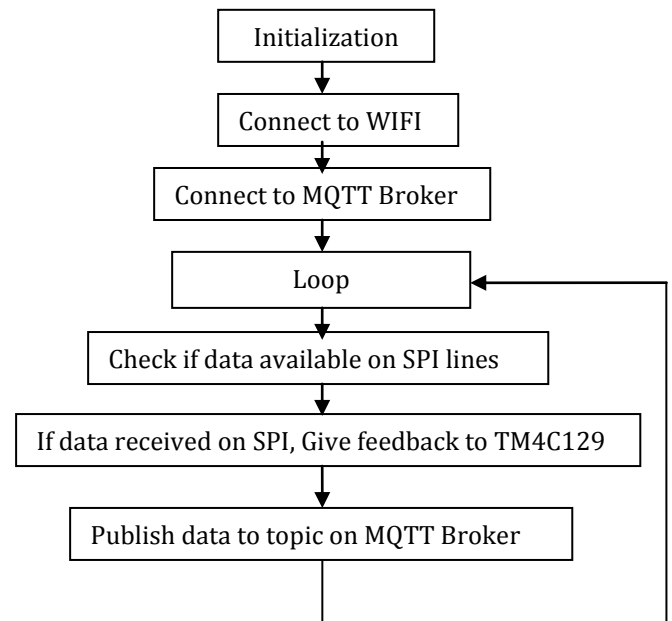 Initialization
Connect to WIFI
Connect to MQTT Broker
Loop
Check if data available on SPI lines
If data received on SPI, Give feedback to TM4C129
Publish data to topic on MQTT Broker